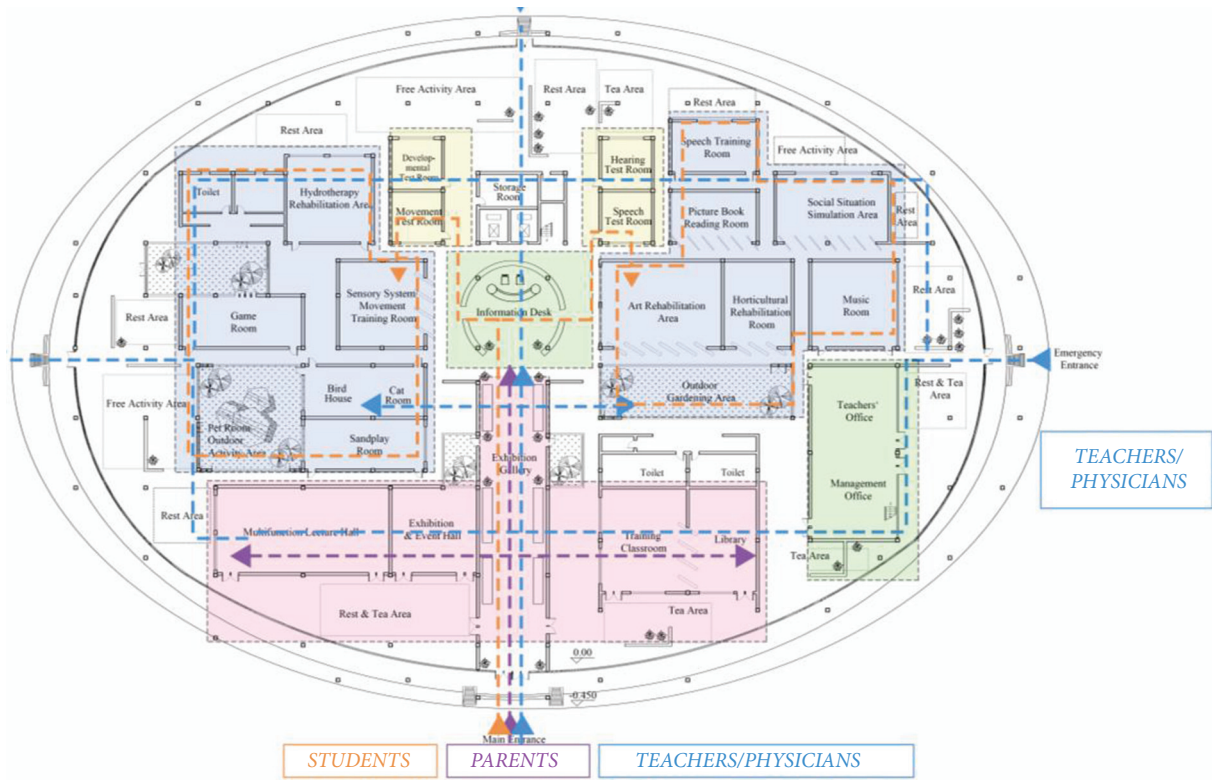 Free Activity Area
Rest Area
Tea Area
Rest Area
Rest Area
Develop-
mental
Test Room
Hearing
Test Room
Speech Training
Room
Free Activity Area
Toilet
Hydrotherapy
Rehabilitation Area
Storage
Room
Movement
Test Room
Speech
Test Room
Picture Book
Reading Room
Social Situation
Simulation Area
Rest
Area
Sensory System
Movement
Training Room
Information Desk
Art Rehabilitation
Area
Horticultural
Rehabilitation
Room
Music
Room
Rest Area
Rest Area
Game
Room
Emergency
Entrance
Bird
House
Cat
Room
Outdoor
Gardening Area
Rest & Tea
Area
Free Activity Area
Teachers'
Office
Pet Room
Outdoor
Activity Area
Sandplay
Room
Exhibition
Gallery
Toilet
Toilet
Management
Office
TEACHERS/
PHYSICIANS
Rest Area
Multifunction Lecture Hall
Exhibition
& Event Hall
Training
Classroom
Library
Tea Area
Rest & Tea Area
Tea Area
0.00
-0.450
Main Entrance
STUDENTS
PARENTS
TEACHERS/PHYSICIANS